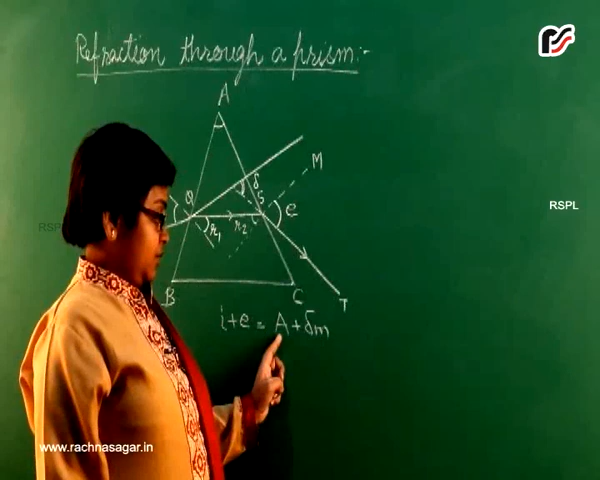 Refraction through a prism:-
A
M
δ
Q
S
e
RSPL
RSPL
r1
r2
B
C
T
i+e = A+δm
www.rachnasagar.in